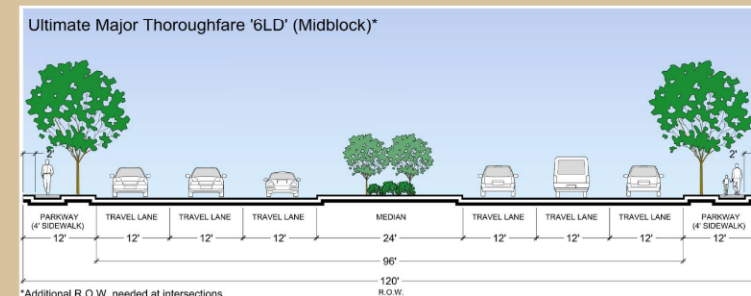 Ultimate Major Thoroughfare '6LD' (Midblock)*
2' 2'
PARKWAY TRAVEL LANE TRAVEL LANE TRAVEL LANE MEDIAN TRAVEL LANE TRAVEL LANE TRAVEL LANE PARKWAY
(4' SIDEWALK) (4' SIDEWALK)
12' 12' 12' 12' 24' 12' 12' 12' 12'
96'
120'
R.O.W.
*Additional R.O.W. needed at intersections